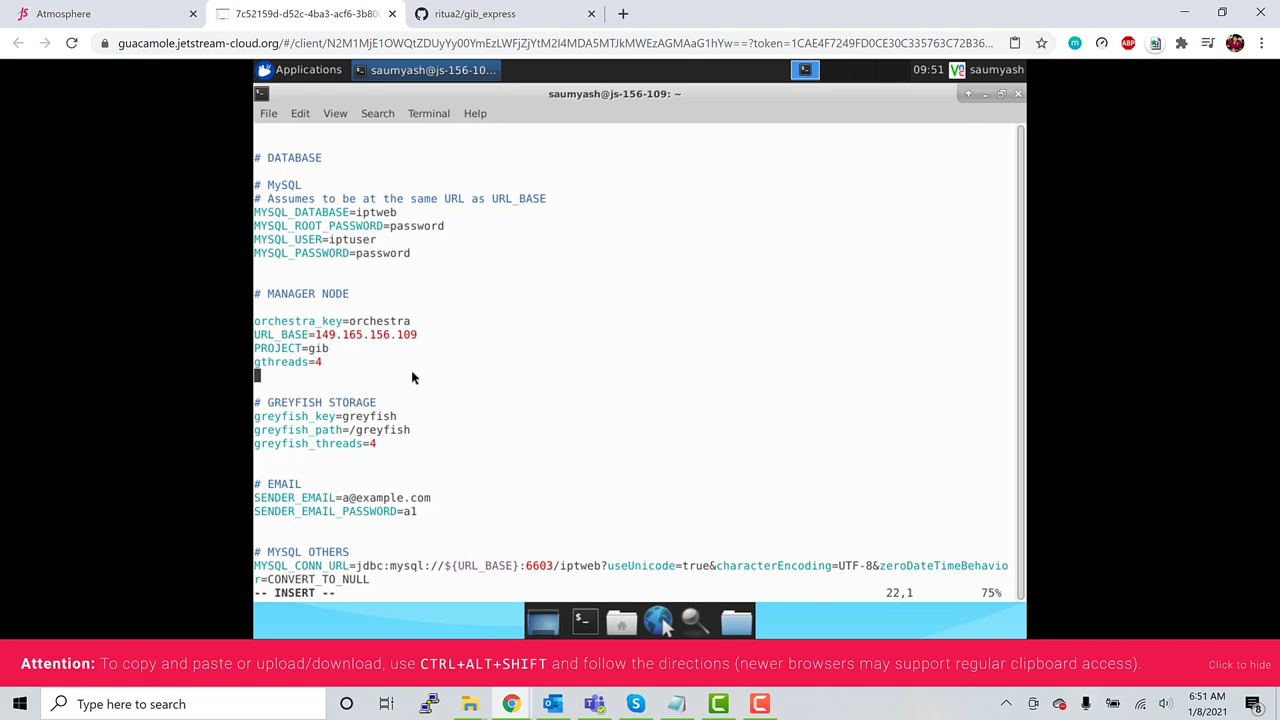 Atmosphere
7c52159d-d52c-4ba3-acf6-3b800
ritua2/gib_express
guacamole.jetstream-cloud.org/#/client/N2M1MjE1OWQtZDUyYy00YmEzLWFjZjYtM2I4MDA5MTJkMWEzAGMAaG1hYw==?token=1CAE4F7249FD0CE30C335763C72B36...
ABP
Applications
saumyash@js-156-10...
09:51
saumyash
saumyash@js-156-109: ~
File Edit View Search Terminal Help
# DATABASE
# MySQL
# Assumes to be at the same URL as URL_BASE
MYSQL_DATABASE=iptweb
MYSQL_ROOT_PASSWORD=password
MYSQL_USER=iptuser
MYSQL_PASSWORD=password
# MANAGER NODE
orchestra_key=orchestra
URL_BASE=149.165.156.109
PROJECT=gib
gthreads=4
# GREYFISH STORAGE
greyfish_key=greyfish
greyfish_path=/greyfish
greyfish_threads=4
# EMAIL
SENDER_EMAIL=a@example.com
SENDER_EMAIL_PASSWORD=a1
# MYSQL OTHERS
MYSQL_CONN_URL=jdbc:mysql://${URL_BASE}:6603/iptweb?useUnicode=true&characterEncoding=UTF-8&zeroDateTimeBehavio
r=CONVERT_TO_NULL
-- INSERT --
22,1
75%
Attention: To copy and paste or upload/download, use CTRL+ALT+SHIFT and follow the directions (newer browsers may support regular clipboard access).
Click to hide
Type here to search
6:51 AM
1/8/2021
8